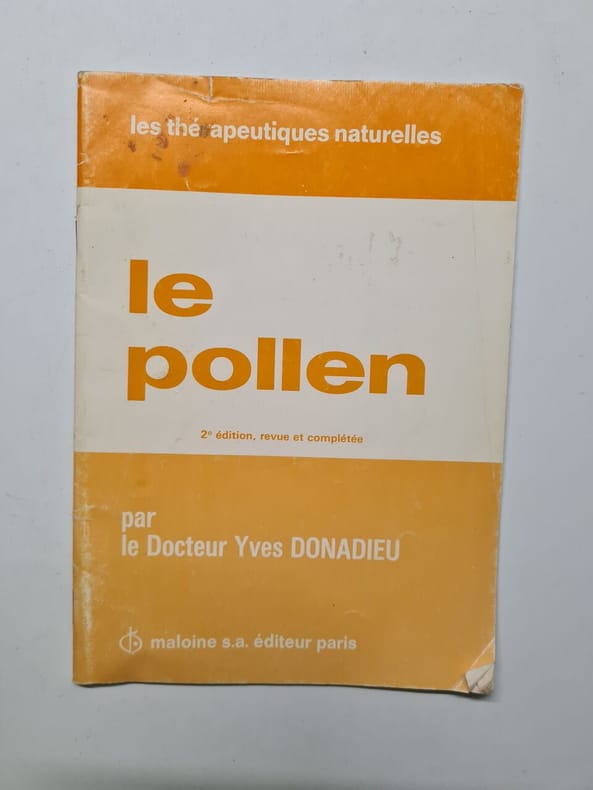 les thérapeutiques naturelles
le
pollen
2e édition, revue et complétée
par
le Docteur Yves DONADIEU
maloine s.a. éditeur paris